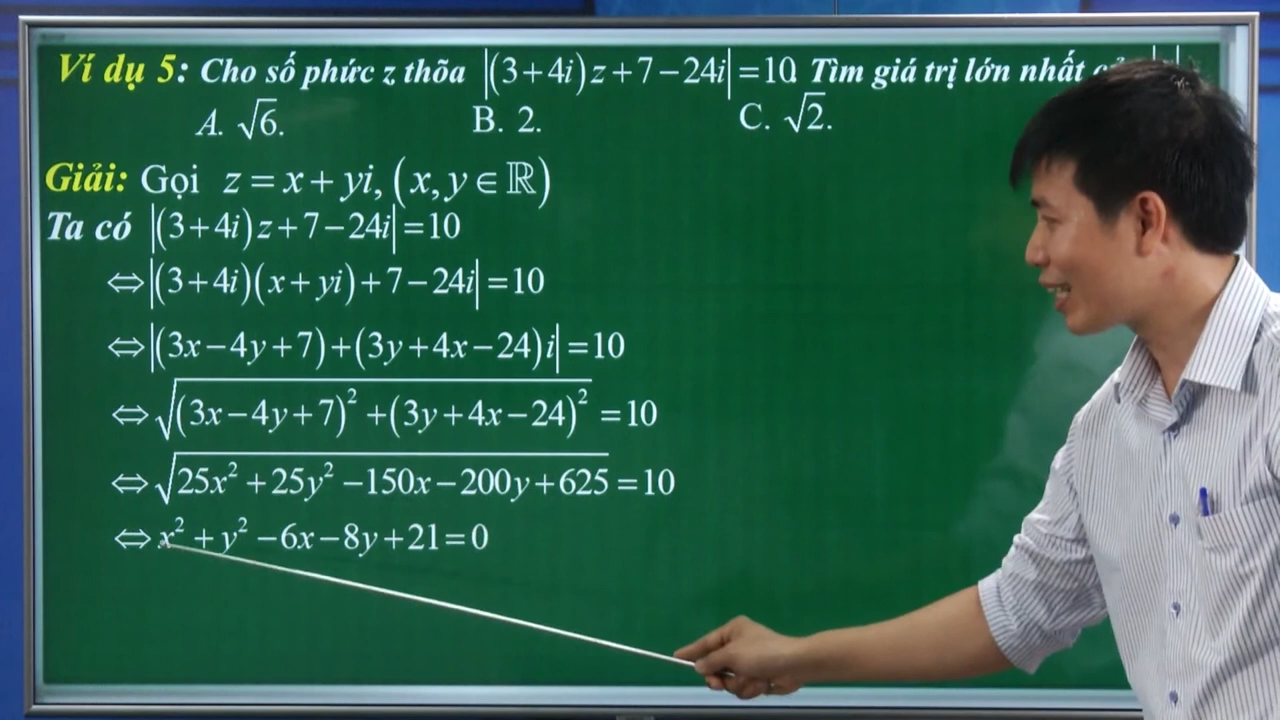 Ví dụ 5: Cho số phức z thõa |(3+4i)z+7−24i|=10. Tìm giá trị lớn nhất
A. √6. B. 2. C. √2.
Giải: Gọi z=x+yi,(x,y∈ℝ)
Ta có |(3+4i)z+7−24i|=10
⇔|(3+4i)(x+yi)+7−24i|=10
⇔|(3x−4y+7)+(3y+4x−24)i|=10
⇔√((3x−4y+7)²+(3y+4x−24)²)=10
⇔√(25x²+25y²−150x−200y+625)=10
⇔x²+y²−6x−8y+21=0